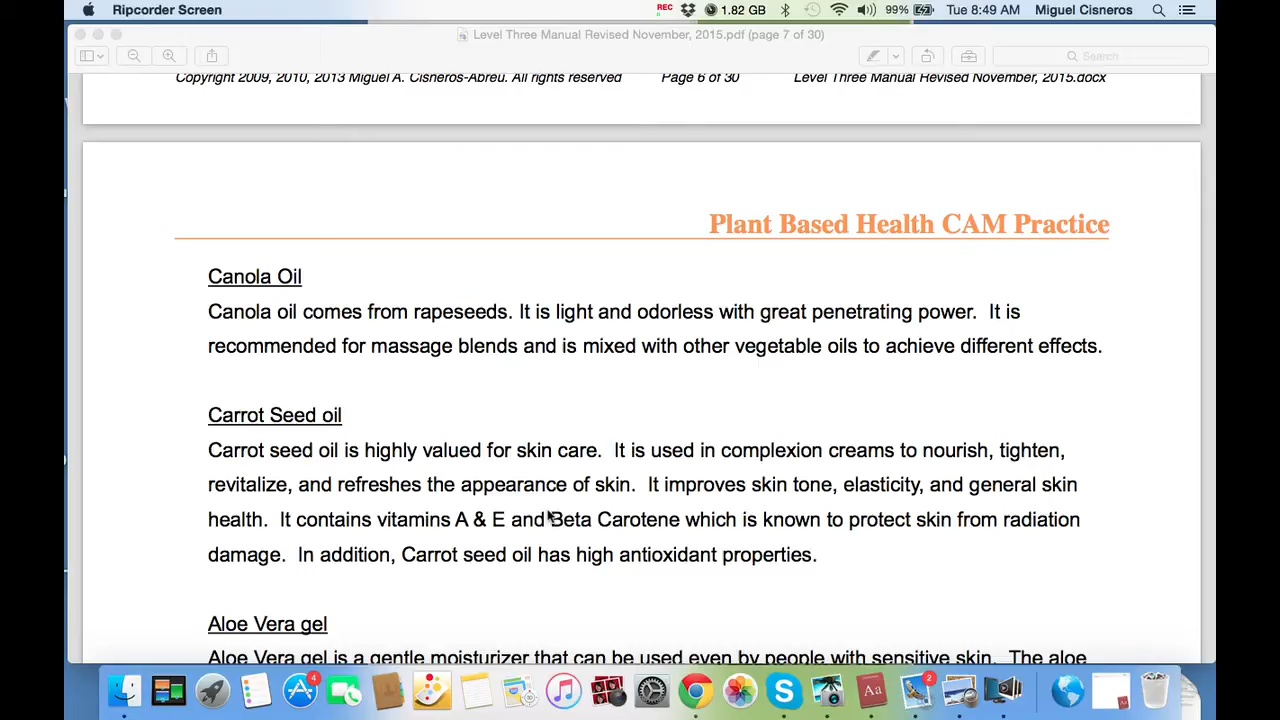 Ripcorder Screen REC 1.82 GB 99% Tue 8:49 AM Miguel Cisneros
Level Three Manual Revised November, 2015.pdf (page 7 of 30)
Search
Copyright 2009, 2010, 2013 Miguel A. Cisneros-Abreu. All rights reserved Page 6 of 30 Level Three Manual Revised November, 2015.docx
Plant Based Health CAM Practice
Canola Oil
Canola oil comes from rapeseeds. It is light and odorless with great penetrating power. It is
recommended for massage blends and is mixed with other vegetable oils to achieve different effects.
Carrot Seed oil
Carrot seed oil is highly valued for skin care. It is used in complexion creams to nourish, tighten,
revitalize, and refreshes the appearance of skin. It improves skin tone, elasticity, and general skin
health. It contains vitamins A & E and Beta Carotene which is known to protect skin from radiation
damage. In addition, Carrot seed oil has high antioxidant properties.
Aloe Vera gel
Aloe Vera gel is a gentle moisturizer that can be used even by people with sensitive skin. The aloe
4
30
Aa
2